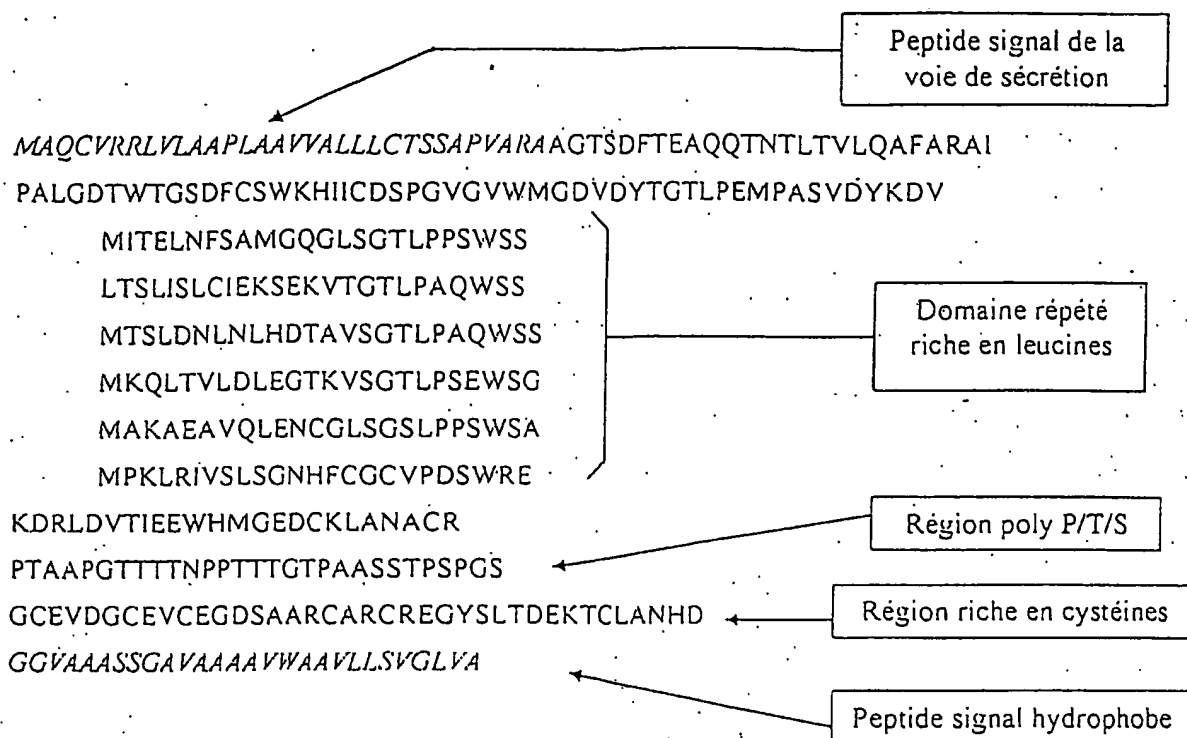 Peptide signal de la
voie de sécrétion
MAQCVRRLVLAAPLAAVVALLLCTSSAPVARAAGTSDFTEAQQTNTLTVLQAFARAI
PALGDTWTGSDFCSWKHIICDSPGVGVWMGDVDYTGTLPEMPASVDYKDV
MITELNFSAMGQGLSGTLPPSWSS
LTSLISLCIEKSEKVTGTLPAQWSS
MTSLDNLNLHDTAVSGTLPAQWSS
MKQLTVLDLEGTKVSGTLPSEWSG
MAKAEAVQLENCGLSGSLPPSWSA
MPKLRIVSLSGNHFCGCVPDSWRE
Domaine répété
riche en leucines
KDRLDVTIEEWHMGEDCKLANACR
Région poly P/T/S
PTAAPGTTTTNPPTTTGTPAASSTPSPGS
GCEVDGCEVCEGDSAARCARCREGYSLTDEKTCLANHD
Région riche en cystéines
GGVAAASSGAVAAAAVWAAVLLSVGLVA
Peptide signal hydrophobe